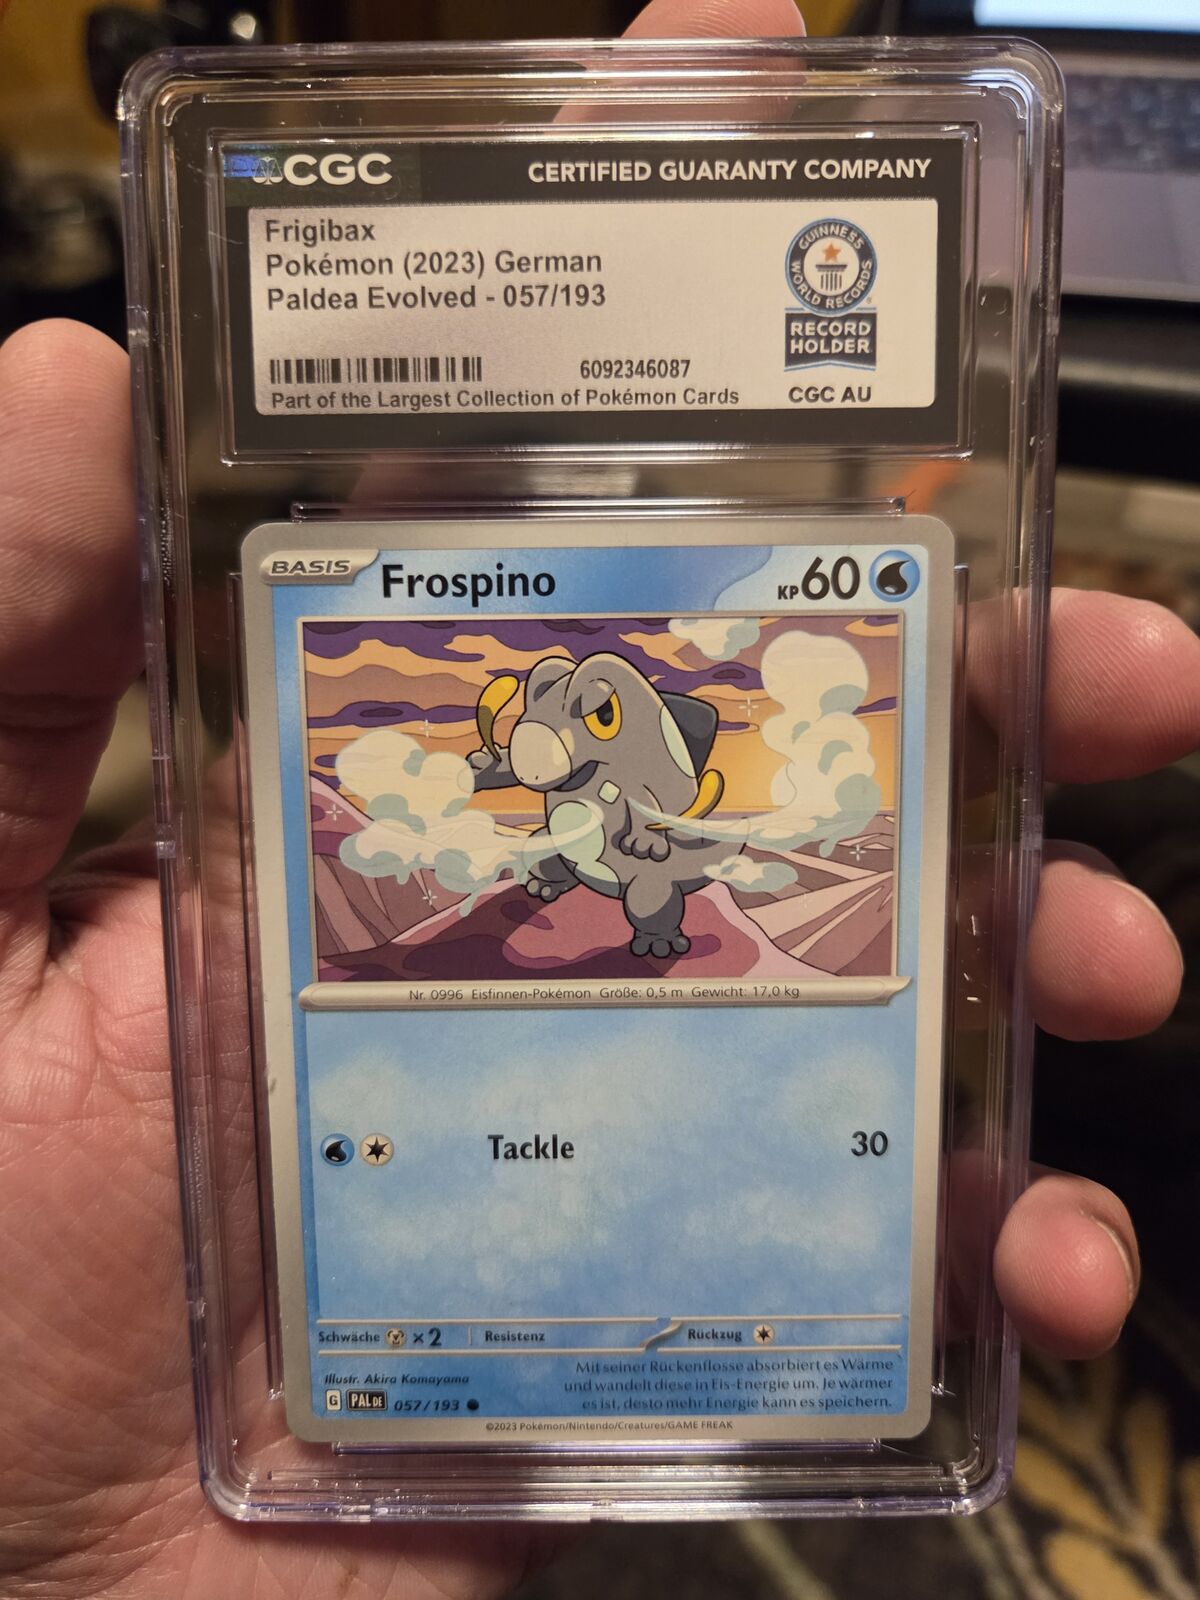 CGC
CERTIFIED GUARANTY COMPANY
Frigibax
Pokémon (2023) German
Paldea Evolved - 057/193
6092346087
Part of the Largest Collection of Pokémon Cards
GUINNESS
WORLD RECORDS
RECORD
HOLDER
CGC AU
BASIS
Frospino
KP 60
Nr. 0996 Eisfinnen-Pokémon Größe: 0,5 m Gewicht: 17,0 kg
Tackle 30
Schwäche ×2 Resistenz Rückzug
Illustr. Akira Komayama
Mit seiner Rückenflosse absorbiert es Wärme
und wandelt diese in Eis-Energie um. Je wärmer
es ist, desto mehr Energie kann es speichern.
G PAL DE 057/193
©2023 Pokémon/Nintendo/Creatures/GAME FREAK